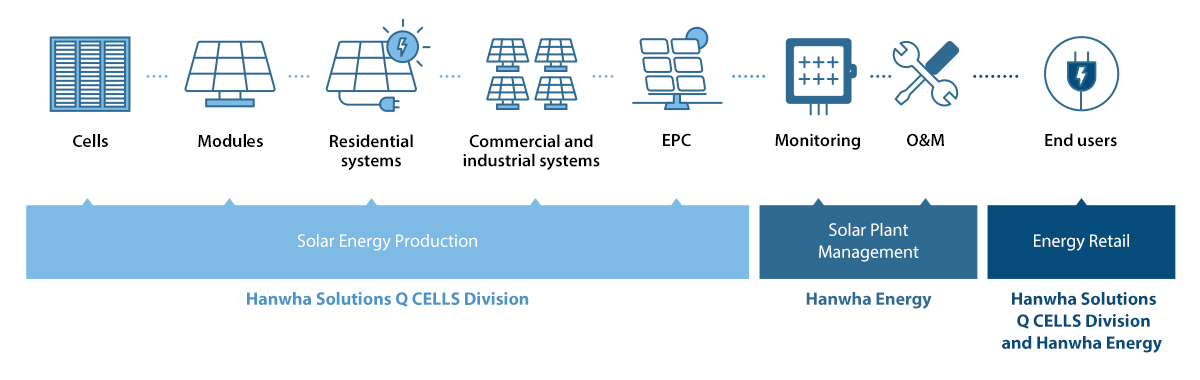 Cells
Modules
Residential
systems
Commercial and
industrial systems
EPC
Monitoring
O&M
End users
Solar Energy Production
Solar Plant
Management
Energy Retail
Hanwha Solutions Q CELLS Division
Hanwha Energy
Hanwha Solutions
Q CELLS Division
and Hanwha Energy